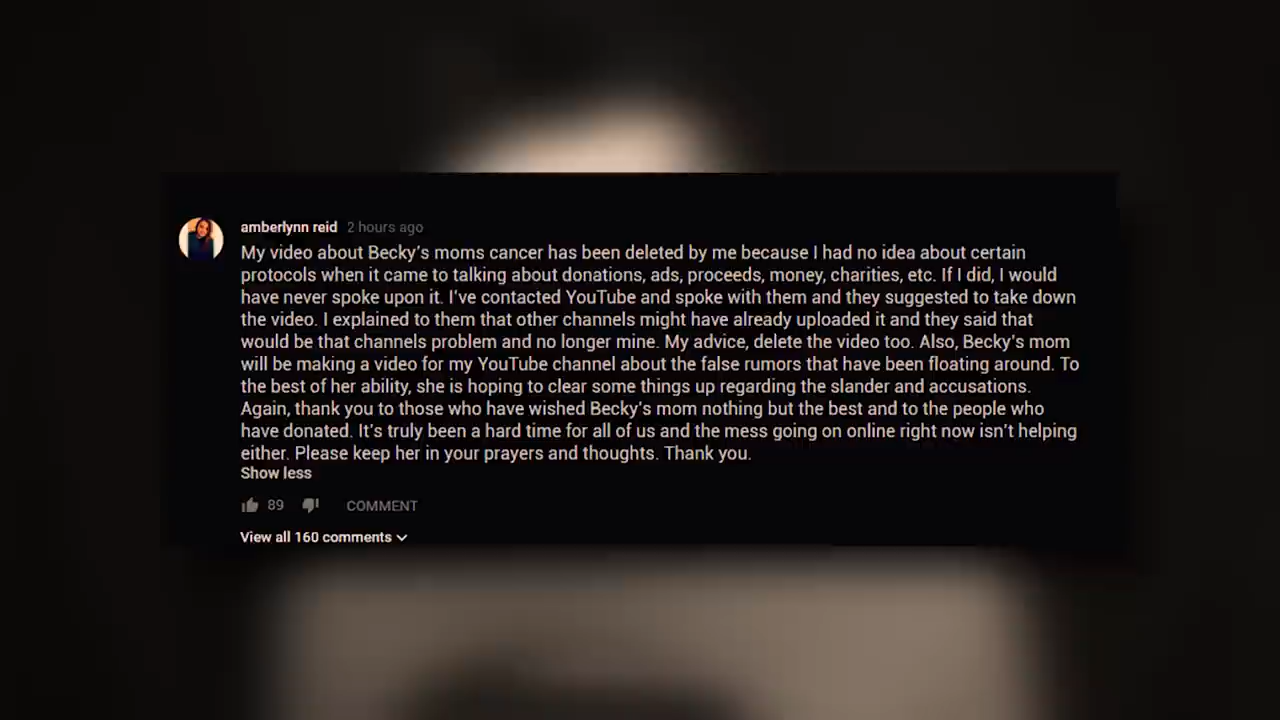 amberlynn reid 2 hours ago
My video about Becky's moms cancer has been deleted by me because I had no idea about certain
protocols when it came to talking about donations, ads, proceeds, money, charities, etc. If I did, I would
have never spoke upon it. I've contacted YouTube and spoke with them and they suggested to take down
the video. I explained to them that other channels might have already uploaded it and they said that
would be that channels problem and no longer mine. My advice, delete the video too. Also, Becky's mom
will be making a video for my YouTube channel about the false rumors that have been floating around. To
the best of her ability, she is hoping to clear some things up regarding the slander and accusations.
Again, thank you to those who have wished Becky's mom nothing but the best and to the people who
have donated. It's truly been a hard time for all of us and the mess going on online right now isn't helping
either. Please keep her in your prayers and thoughts. Thank you.
Show less
89 COMMENT
View all 160 comments